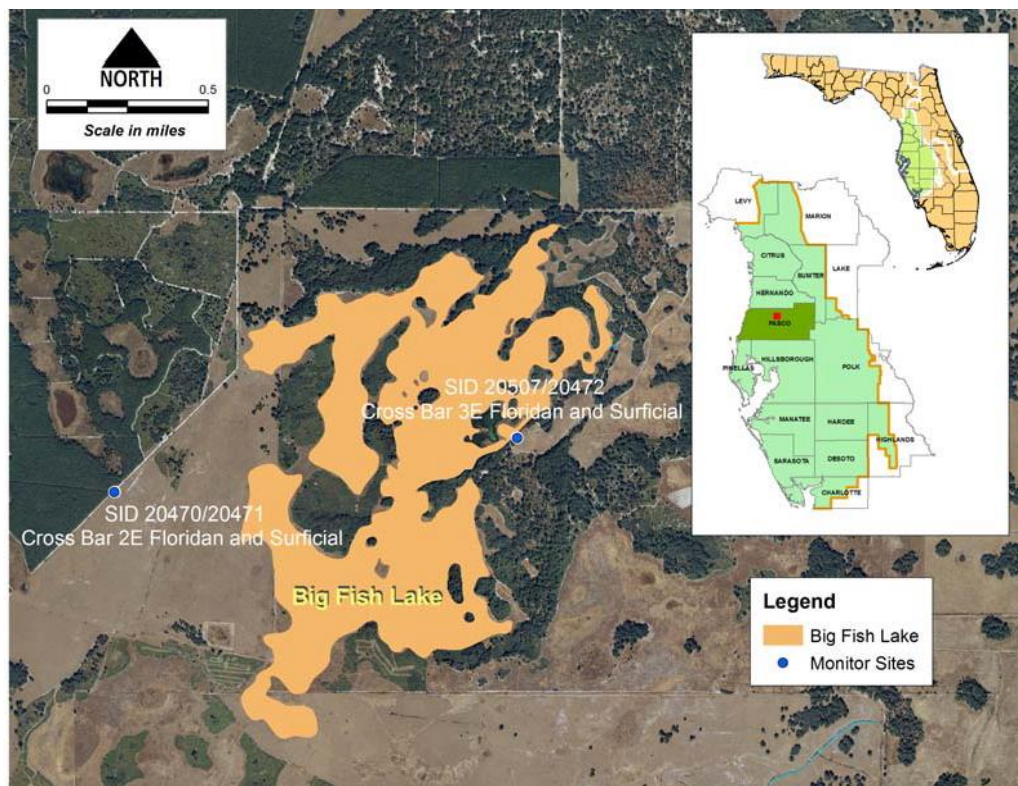 NORTH
0 0.5
Scale in miles
LEVY
MARION
CITRUS
SUMTER
LAKE
HERNANDO
PASCO
HILLSBOROUGH
PINELLAS
POLK
MANATEE
HARDEE
HIGHLANDS
SARASOTA
DESOTO
CHARLOTTE
SID 20507/20472
Cross Bar 3E Floridan and Surficial
SID 20470/20471
Cross Bar 2E Floridan and Surficial
Big Fish Lake
Legend
Big Fish Lake
Monitor Sites